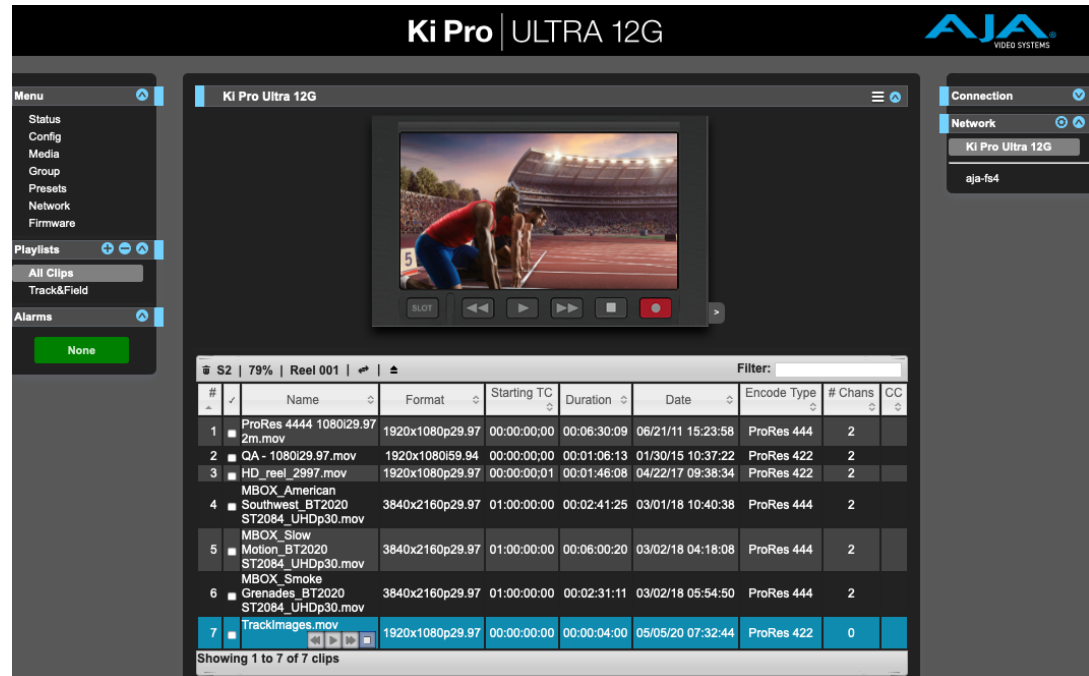 Ki Pro ULTRA 12G
AJA
VIDEO SYSTEMS
Menu
Status
Config
Media
Group
Presets
Network
Firmware
Playlists
All Clips
Track&Field
Alarms
None
Ki Pro Ultra 12G
5
SLOT
>
S2 | 79% | Reel 001 | |
Filter:
# ✓ Name Format Starting TC Duration Date Encode Type # Chans CC
1 ProRes 4444 1080i29.97 1920x1080p29.97 00:00:00;00 00:06:30:09 06/21/11 15:23:58 ProRes 444 2
2m.mov
2 QA - 1080i29.97.mov 1920x1080i59.94 00:00:00;00 00:01:06:13 01/30/15 10:37:22 ProRes 422 2
3 HD_reel_2997.mov 1920x1080p29.97 00:00:00;01 00:01:46:08 04/22/17 09:38:34 ProRes 422 2
MBOX_American
4 Southwest_BT2020 3840x2160p29.97 01:00:00:00 00:02:41:25 03/01/18 10:40:38 ProRes 444 2
ST2084_UHDp30.mov
MBOX_Slow
5 Motion_BT2020 3840x2160p29.97 01:00:00:00 00:06:00:20 03/02/18 04:18:08 ProRes 444 2
ST2084_UHDp30.mov
MBOX_Smoke
6 Grenades_BT2020 3840x2160p29.97 01:00:00:00 00:02:31:11 03/02/18 05:54:50 ProRes 444 2
ST2084_UHDp30.mov
7 TrackImages.mov 1920x1080p29.97 00:00:00:00 00:00:04:00 05/05/20 07:32:44 ProRes 422 0
Showing 1 to 7 of 7 clips
Connection
Network
Ki Pro Ultra 12G
aja-fs4